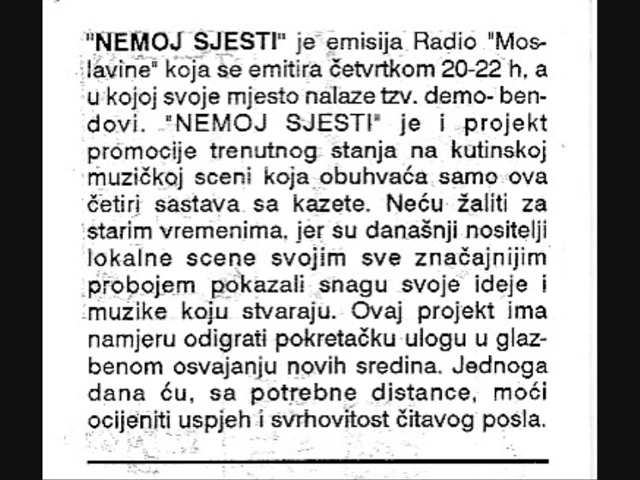 "NEMOJ SJESTI" je emisija Radio "Mos-
lavine" koja se emitira četvrtkom 20-22 h, a
u kojoj svoje mjesto nalaze tzv. demo- ben-
dovi. "NEMOJ SJESTI" je i projekt
promocije trenutnog stanja na kutinskoj
muzičkoj sceni koja obuhvaća samo ova
četiri sastava sa kazete. Neću žaliti za
starim vremenima, jer su današnji nositelji
lokalne scene svojim sve značajnijim
probojem pokazali snagu svoje ideje i
muzike koju stvaraju. Ovaj projekt ima
namjeru odigrati pokretačku ulogu u glaz-
benom osvajanju novih sredina. Jednoga
dana ću, sa potrebne distance, moći
ocijeniti uspjeh i svrhovitost čitavog posla.